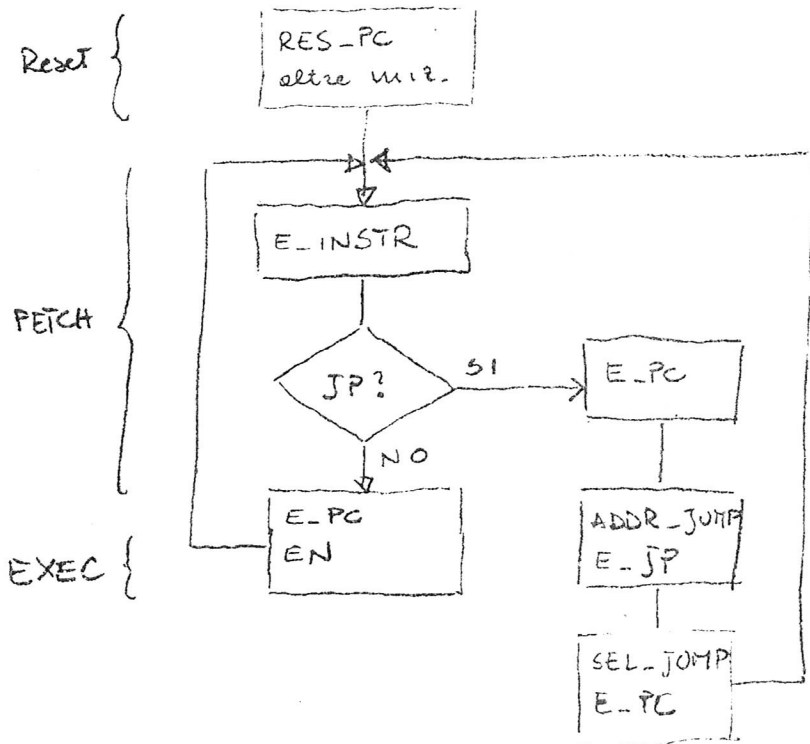 Reset
RES_PC
altre iniz.
E_INSTR
FETCH
JP?
SI
E_PC
NO
E_PC
EN
EXEC
ADDR_JUMP
E_JP
SEL_JUMP
E_PC